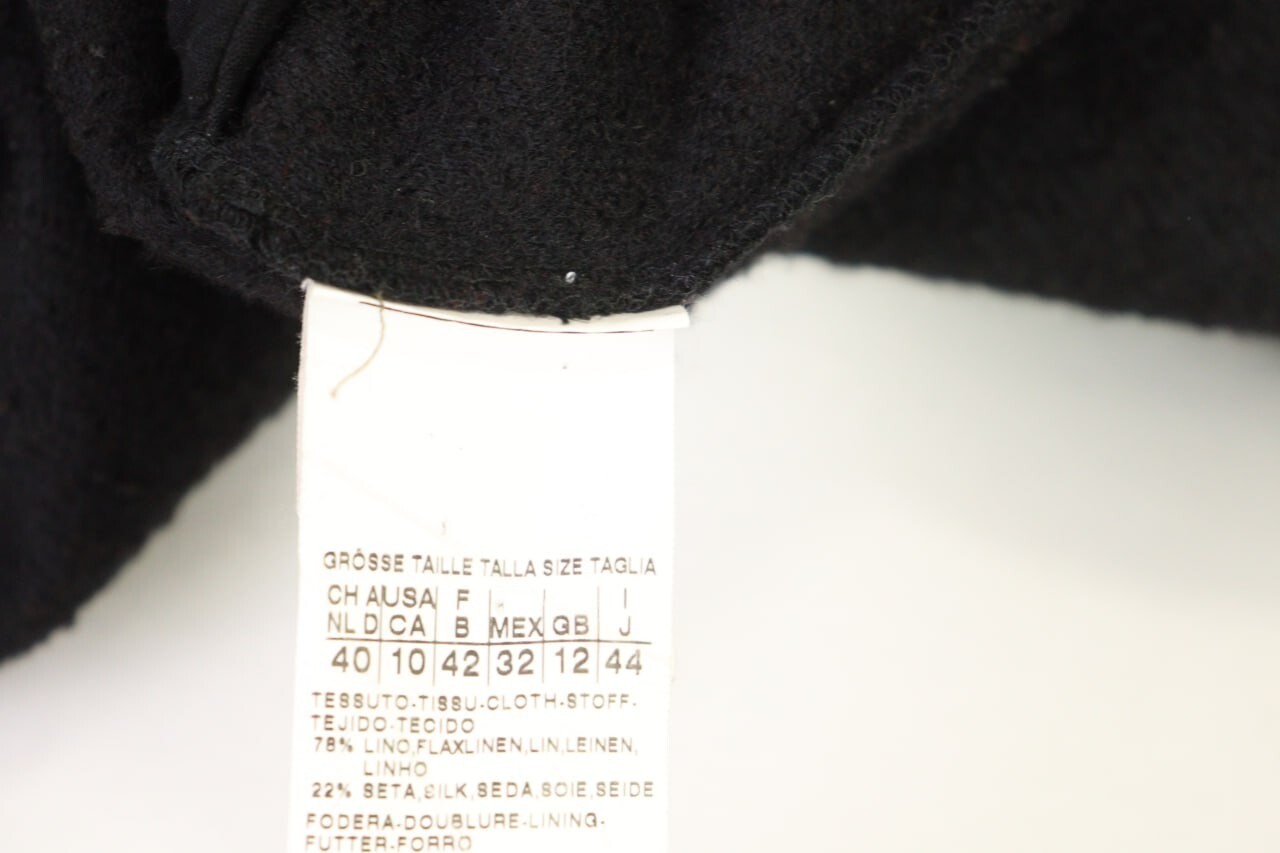 GRÖSSE TAILLE TALLA SIZE TAGLIA
CH A USA F I
NL D CA B MEX GB J
40 10 42 32 12 44
TESSUTO-TISSU-CLOTH-STOFF-
TEJIDO-TECIDO
78% LINO,FLAXLINEN,LIN,LEINEN,
LINHO
22% SETA,SILK,SEDA,SOIE,SEIDE
FODERA-DOUBLURE-LINING-
FUTTER-FORRO